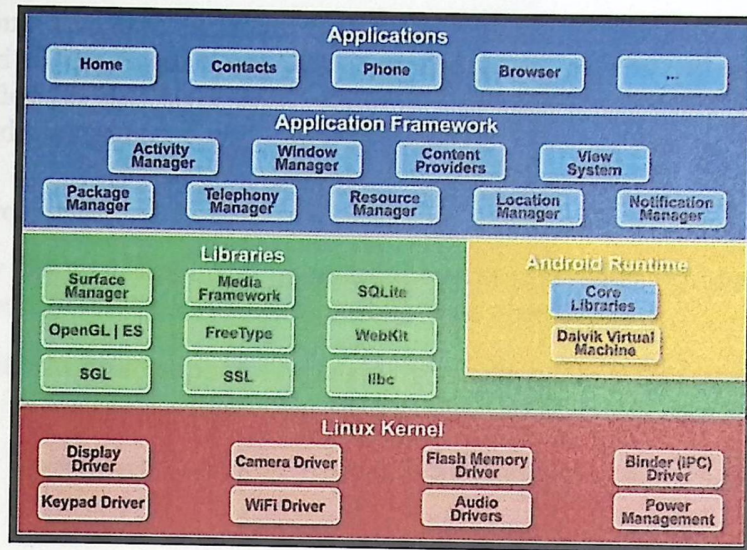 Applications
Home
Contacts
Phone
Browser
...
Application Framework
Activity
Manager
Window
Manager
Content
Providers
View
System
Package
Manager
Telephony
Manager
Resource
Manager
Location
Manager
Notification
Manager
Libraries
Surface
Manager
Media
Framework
SQLite
OpenGL | ES
FreeType
WebKit
SGL
SSL
libc
Android Runtime
Core
Libraries
Dalvik Virtual
Machine
Linux Kernel
Display
Driver
Camera Driver
Flash Memory
Driver
Binder (IPC)
Driver
Keypad Driver
WiFi Driver
Audio
Drivers
Power
Management